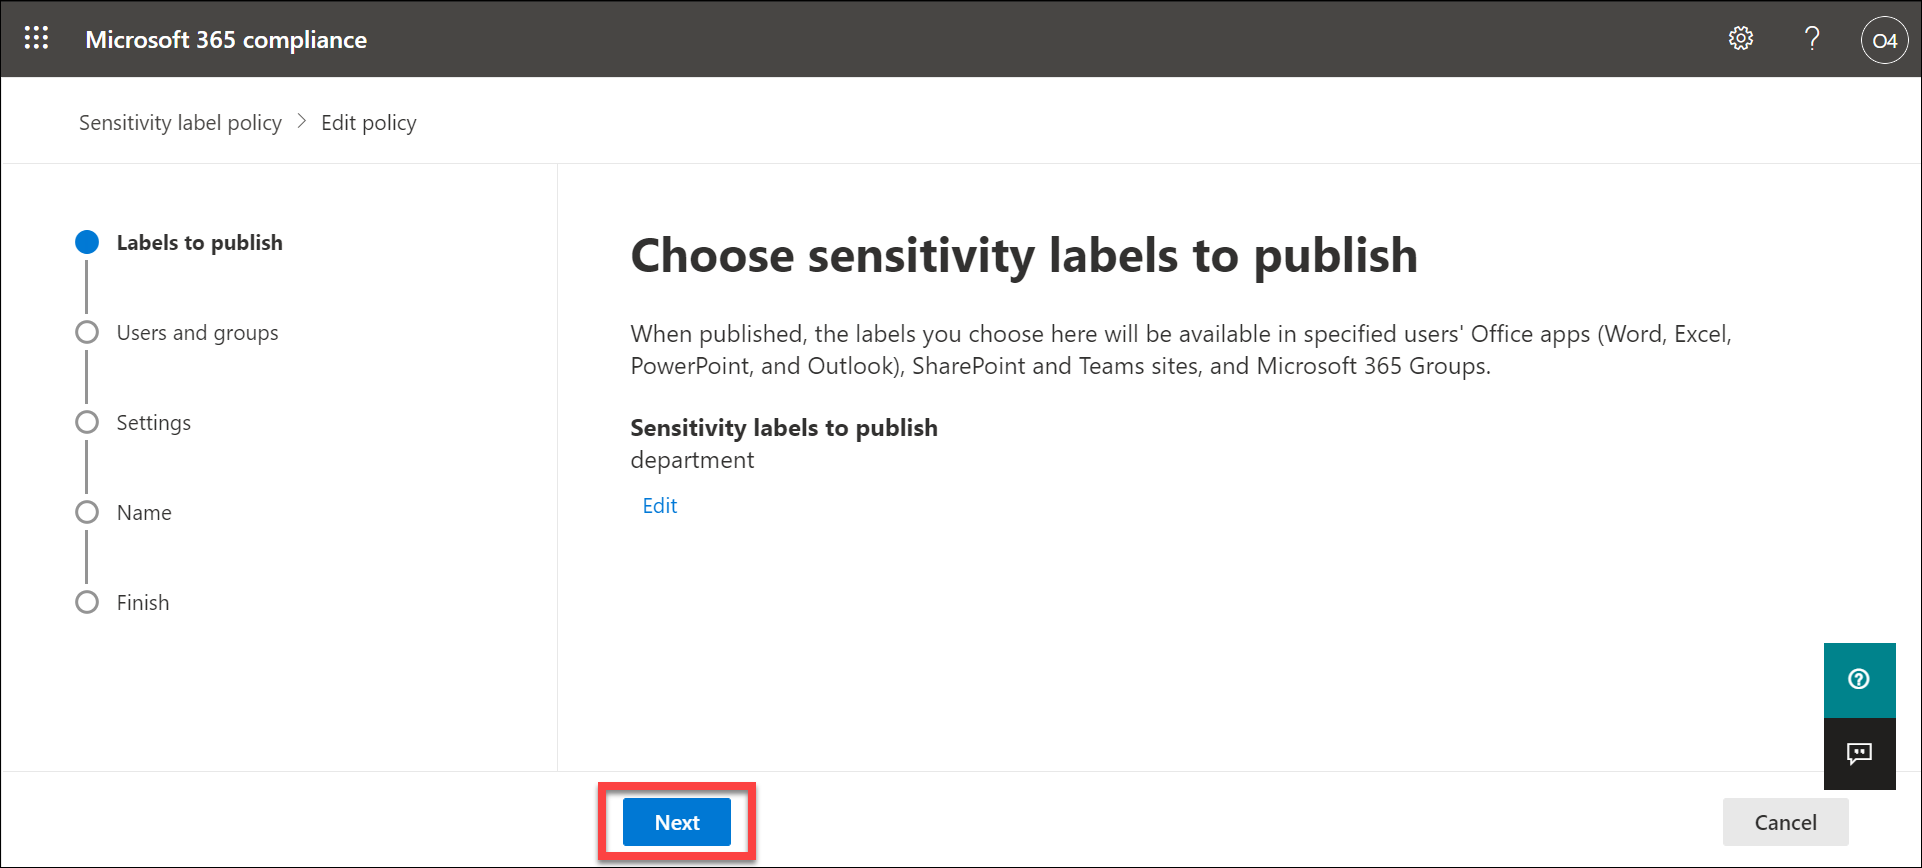 Microsoft 365 compliance
?
O4
Sensitivity label policy > Edit policy
Labels to publish
Users and groups
Settings
Name
Finish
Choose sensitivity labels to publish
When published, the labels you choose here will be available in specified users' Office apps (Word, Excel,
PowerPoint, and Outlook), SharePoint and Teams sites, and Microsoft 365 Groups.
Sensitivity labels to publish
department
Edit
Next
Cancel